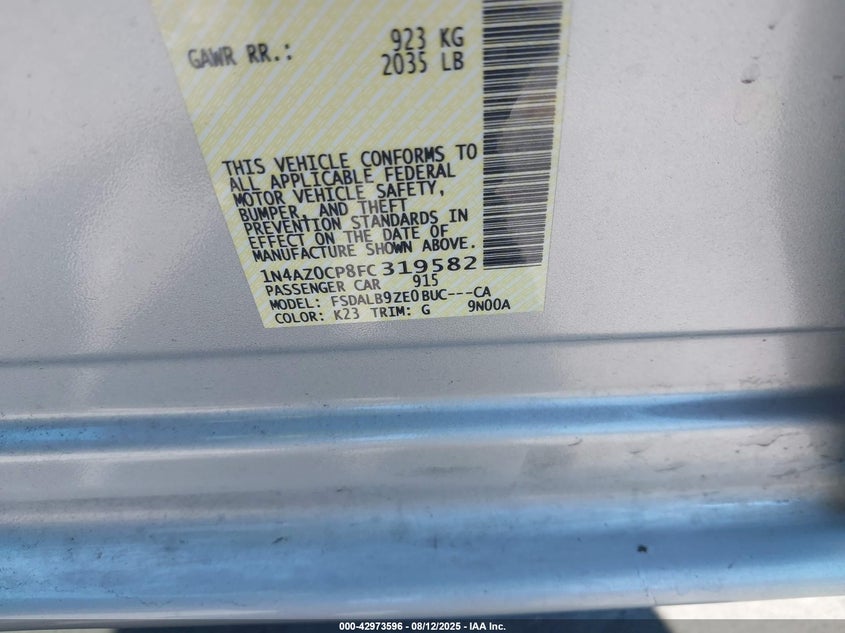 GAWR RR.: 923 KG
2035 LB
THIS VEHICLE CONFORMS TO
ALL APPLICABLE FEDERAL
MOTOR VEHICLE SAFETY,
BUMPER, AND THEFT
PREVENTION STANDARDS IN
EFFECT ON THE DATE OF
MANUFACTURE SHOWN ABOVE.
1N4AZ0CP8FC319582
PASSENGER CAR 915
MODEL: FSDALB9ZE0BUC---CA
COLOR: K23 TRIM: G 9N00A
000-42973596 - 08/12/2025 - IAA Inc.